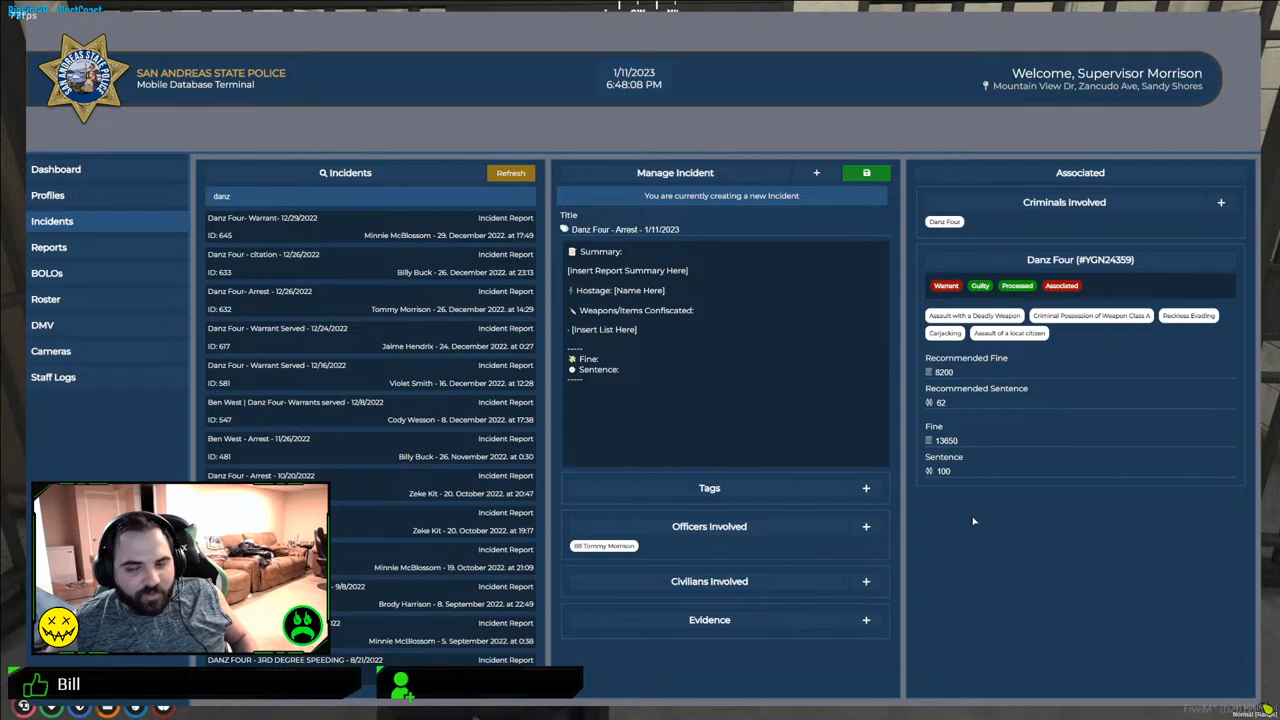 72fps
SAN ANDREAS STATE POLICE
Mobile Database Terminal
1/11/2023
6:48:08 PM
Welcome, Supervisor Morrison
Mountain View Dr, Zancudo Ave, Sandy Shores
Dashboard
Profiles
Incidents
Reports
BOLOs
Roster
DMV
Cameras
Staff Logs
Incidents
Refresh
danz
Danz Four- Warrant- 12/29/2022 Incident Report
ID: 645 Minnie McBlossom - 29. December 2022. at 17:49
Danz Four - citation - 12/26/2022 Incident Report
ID: 633 Billy Buck - 26. December 2022. at 23:13
Danz Four- Arrest - 12/26/2022 Incident Report
ID: 632 Tommy Morrison - 26. December 2022. at 14:29
Danz Four - Warrant Served - 12/24/2022 Incident Report
ID: 617 Jaime Hendrix - 24. December 2022. at 0:27
Danz Four - Warrant Served - 12/16/2022 Incident Report
ID: 581 Violet Smith - 16. December 2022. at 12:28
Ben West | Danz Four- Warrants served - 12/8/2022 Incident Report
ID: 547 Cody Wesson - 8. December 2022. at 17:38
Ben West - Arrest - 11/26/2022 Incident Report
ID: 481 Billy Buck - 26. November 2022. at 0:30
Danz Four - Arrest - 10/20/2022 Incident Report
Zeke Kit - 20. October 2022. at 20:47
Incident Report
Zeke Kit - 20. October 2022. at 19:17
Incident Report
Minnie McBlossom - 19. October 2022. at 21:09
- 9/8/2022 Incident Report
Brody Harrison - 8. September 2022. at 22:49
Incident Report
Minnie McBlossom - 5. September 2022. at 0:38
DANZ FOUR - 3RD DEGREE SPEEDING - 8/21/2022 Incident Report
Manage Incident +
You are currently creating a new Incident
Title
Danz Four - Arrest - 1/11/2023
Summary:
[Insert Report Summary Here]
Hostage: [Name Here]
Weapons/Items Confiscated:
· [Insert List Here]
-----
Fine:
Sentence:
-----
Tags +
Officers Involved +
88 Tommy Morrison
Civilians Involved +
Evidence +
Associated
Criminals Involved +
Danz Four
Danz Four (#YGN24359)
Warrant Guilty Processed Associated
Assault with a Deadly Weapon Criminal Possession of Weapon Class A Reckless Evading
Carjacking Assault of a local citizen
Recommended Fine
8200
Recommended Sentence
62
Fine
13650
Sentence
100
Bill